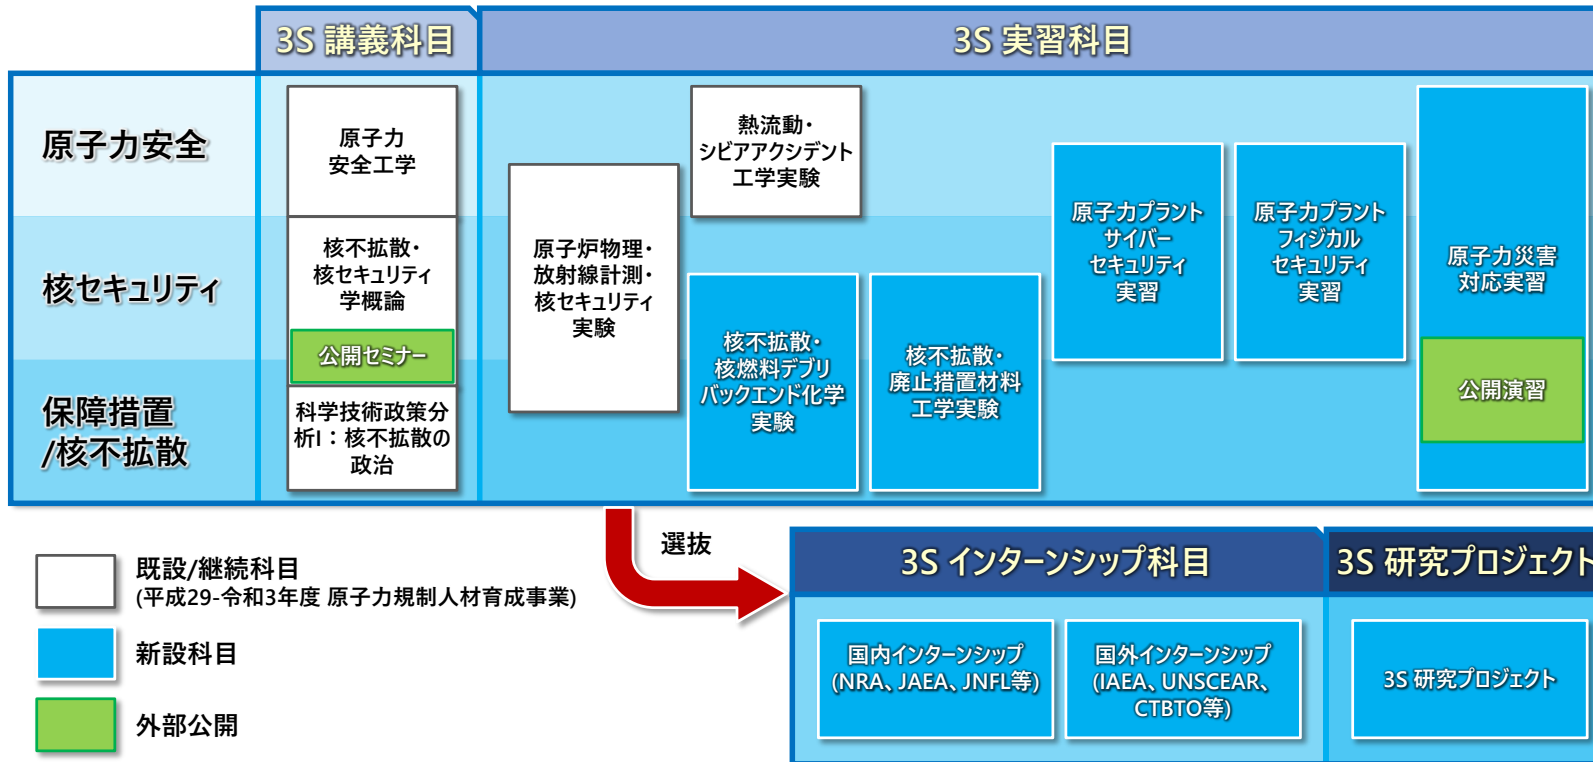 3S 講義科目
3S 実習科目
原子力安全
核セキュリティ
保障措置
/核不拡散
原子力
安全工学
核不拡散・
核セキュリティ
学概論
公開セミナー
科学技術政策分
析I：核不拡散の
政治
原子炉物理・
放射線計測・
核セキュリティ
実験
熱流動・
シビアアクシデント
工学実験
核不拡散・
核燃料デブリ
バックエンド化学
実験
核不拡散・
廃止措置材料
工学実験
原子力プラント
サイバー
セキュリティ
実習
原子力プラント
フィジカル
セキュリティ
実習
原子力災害
対応実習
公開演習
選抜
既設/継続科目
(平成29-令和3年度 原子力規制人材育成事業)
新設科目
外部公開
3S インターンシップ科目
3S 研究プロジェクト
国内インターンシップ
(NRA、JAEA、JNFL等)
国外インターンシップ
(IAEA、UNSCEAR、
CTBTO等)
3S 研究プロジェクト